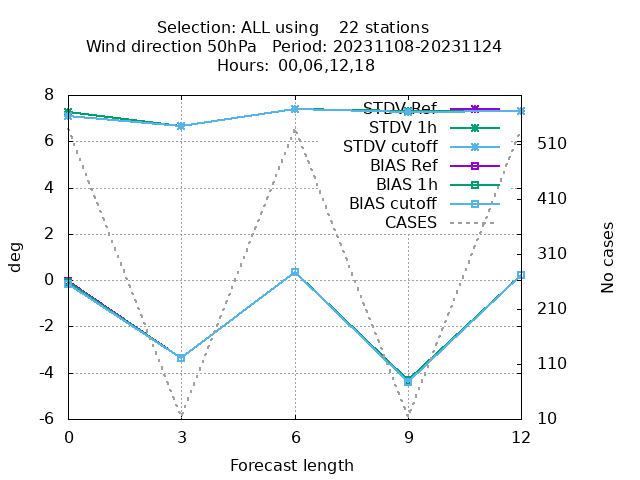 Selection: ALL using    22 stations
Wind direction 50hPa   Period: 20231108-20231124
Hours: 00,06,12,18
8
6
4
2
0
-2
-4
-6
deg
STDV Ref
STDV 1h
STDV cutoff
BIAS Ref
BIAS 1h
BIAS cutoff
CASES
510
410
310
210
110
10
No cases
0 3 6 9 12
Forecast length